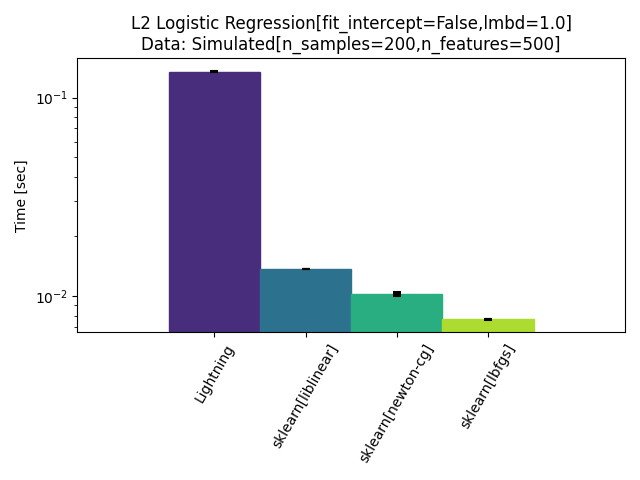 L2 Logistic Regression[fit_intercept=False,lmbd=1.0]
Data: Simulated[n_samples=200,n_features=500]
Time [sec]
10⁻¹
10⁻²
Lightning
sklearn[liblinear]
sklearn[newton-cg]
sklearn[lbfgs]